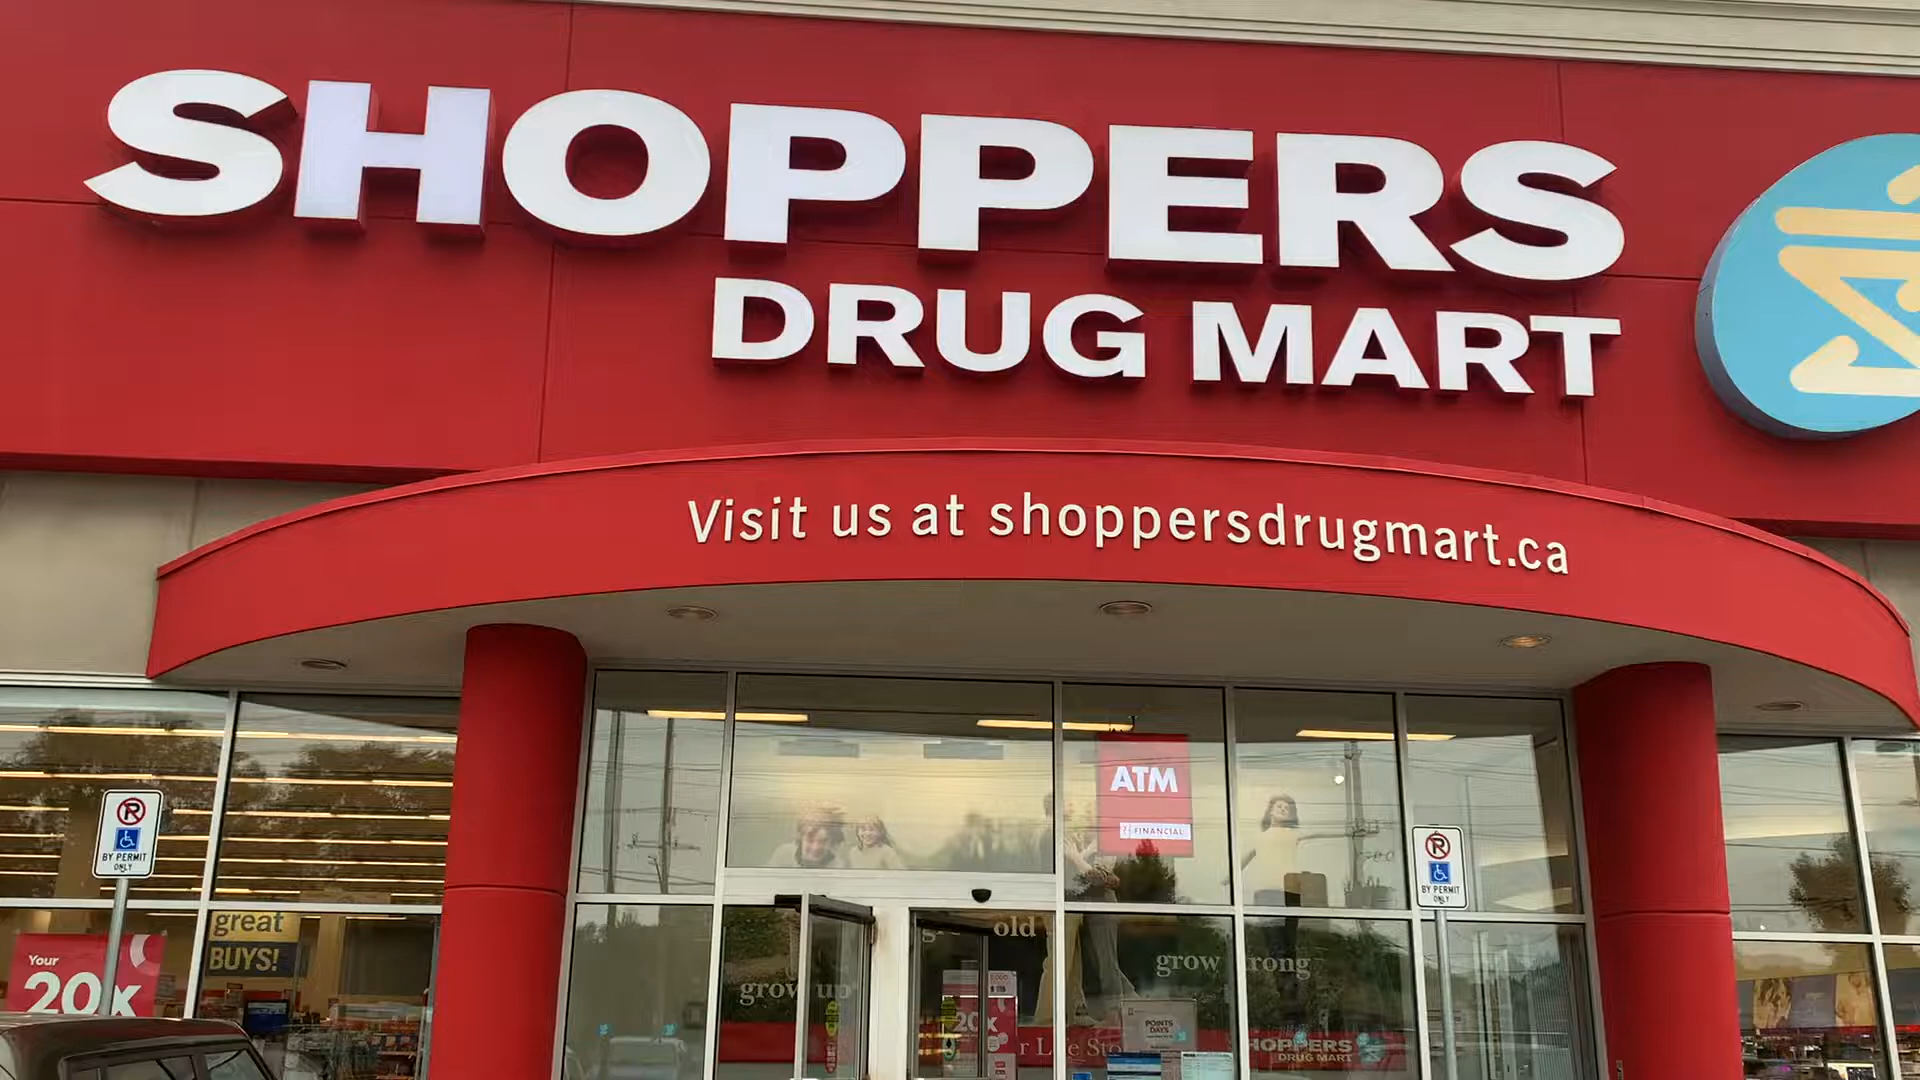 SHOPPERS
DRUG MART
Visit us at shoppersdrugmart.ca
ATM
FINANCIAL
BY PERMIT
ONLY
BY PERMIT
ONLY
great
BUYS!
Your
20x
old
grow up
grow
POINTS
DAYS
20x
SHOPPERS
DRUG MART